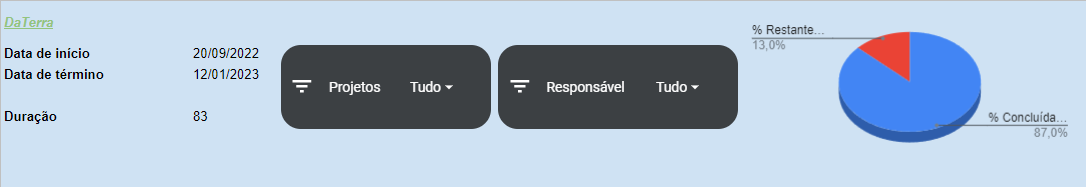 DaTerra
Data de início 20/09/2022
Data de término 12/01/2023
Duração 83
Projetos Tudo
Responsável Tudo
% Restante...
13,0%
% Concluída...
87,0%